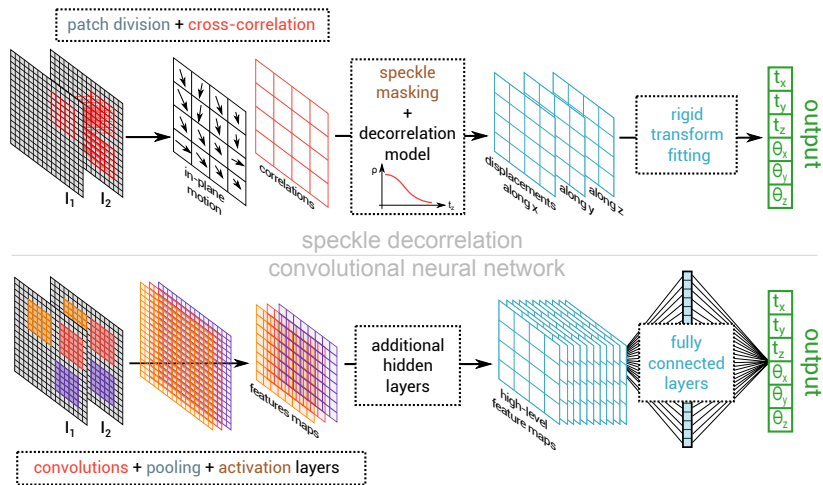 patch division + cross-correlation
I1
I2
in-plane
motion
correlations
speckle
masking
+
decorrelation
model
ρ
tz
displacements
along x
along y
along z
rigid
transform
fitting
tx
ty
tz
θx
θy
θz
output
speckle decorrelation
convolutional neural network
I1
I2
features maps
additional
hidden
layers
high-level
feature maps
fully
connected
layers
tx
ty
tz
θx
θy
θz
output
convolutions + pooling + activation layers